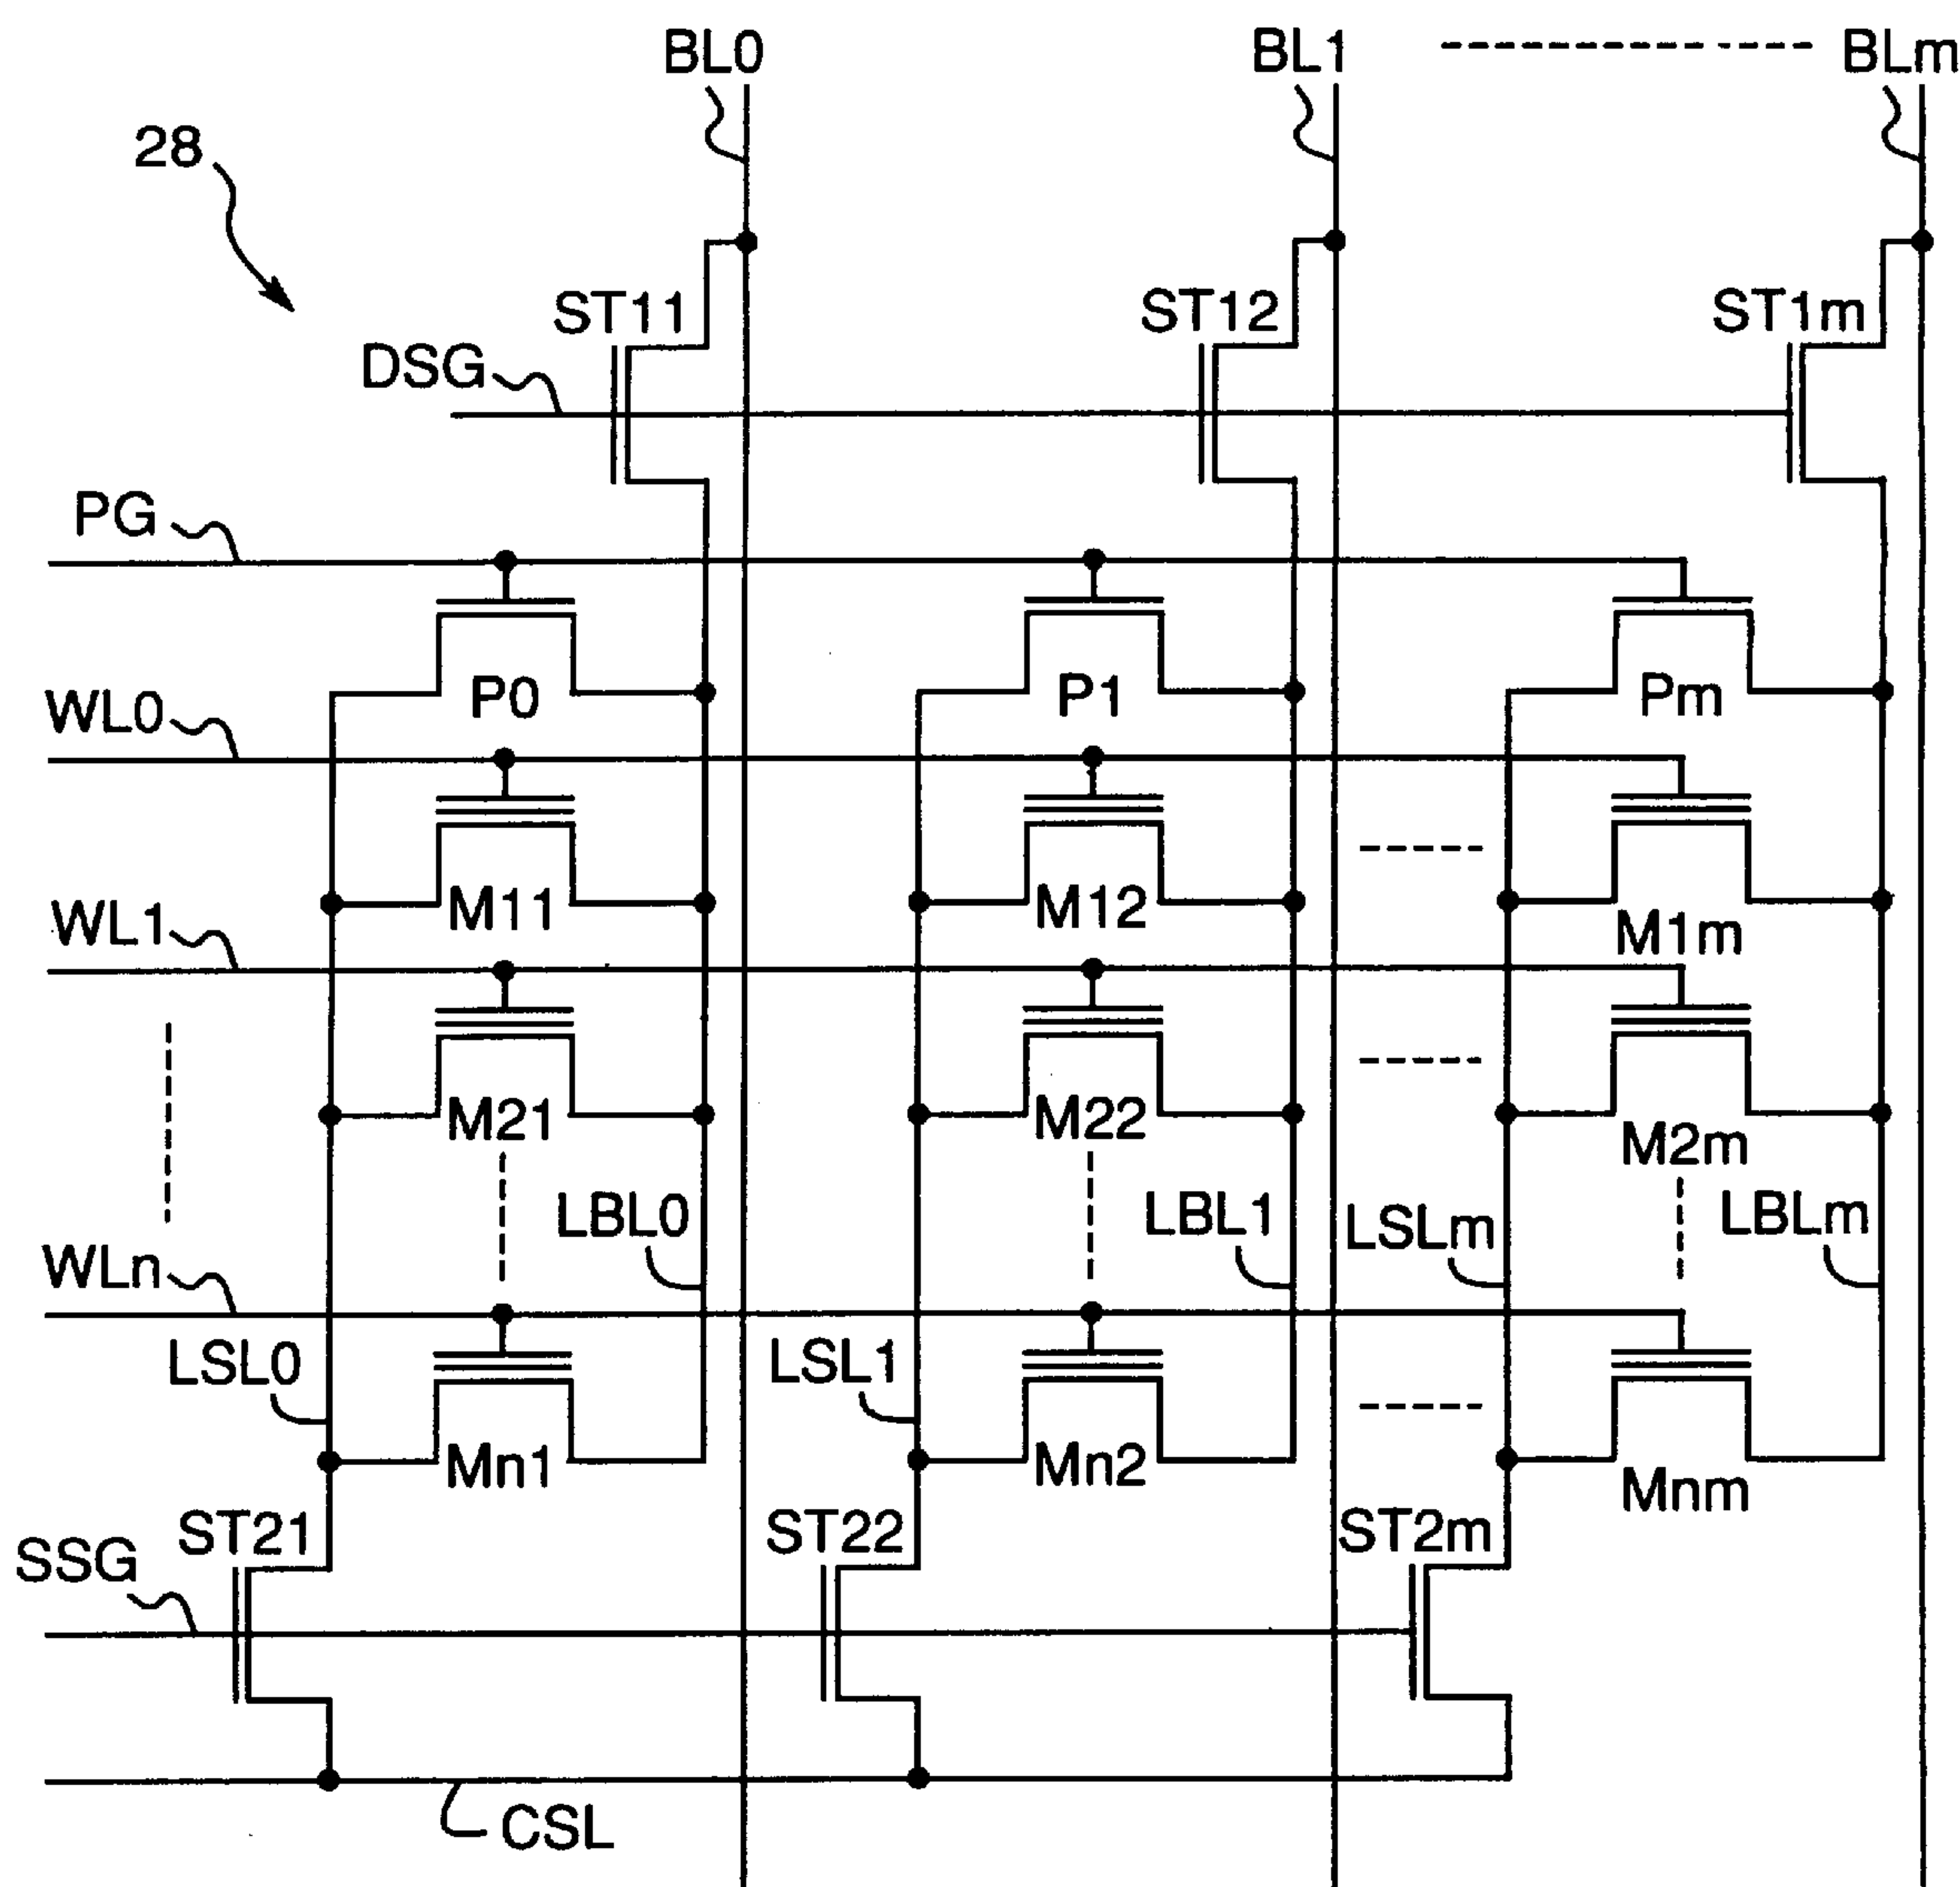 BL0 BL1 BLm
28
ST11 ST12 ST1m
DSG
PG
P0 P1 Pm
WL0
M11 M12 M1m
WL1
M21 M22 M2m
LBL0 LBL1 LSLm LBLm
WLn
LSL0 LSL1
Mn1 Mn2 Mnm
ST21 ST22 ST2m
SSG
CSL